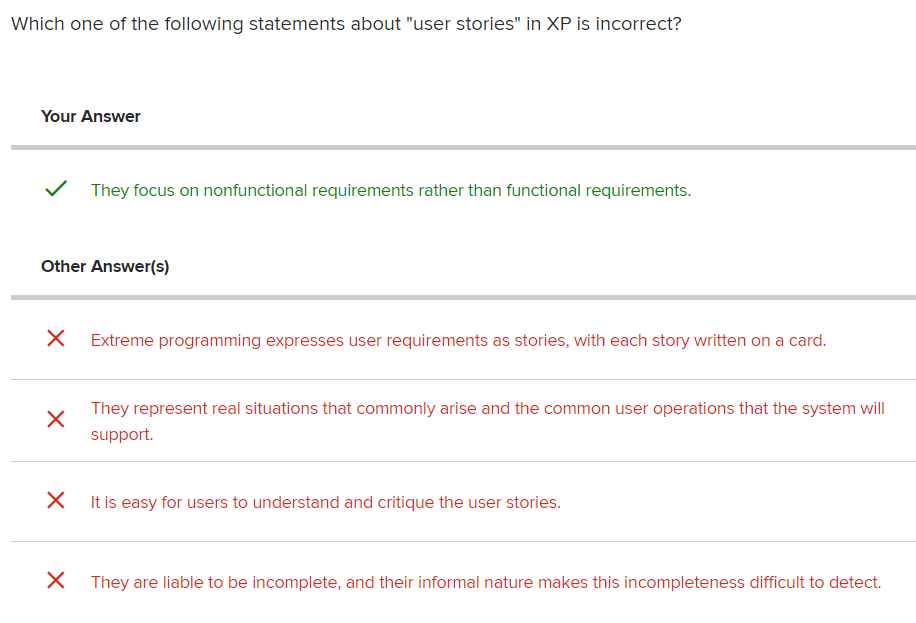 Which one of the following statements about "user stories" in XP is incorrect?
Your Answer
They focus on nonfunctional requirements rather than functional requirements.
Other Answer(s)
Extreme programming expresses user requirements as stories, with each story written on a card.
They represent real situations that commonly arise and the common user operations that the system will
support.
It is easy for users to understand and critique the user stories.
They are liable to be incomplete, and their informal nature makes this incompleteness difficult to detect.